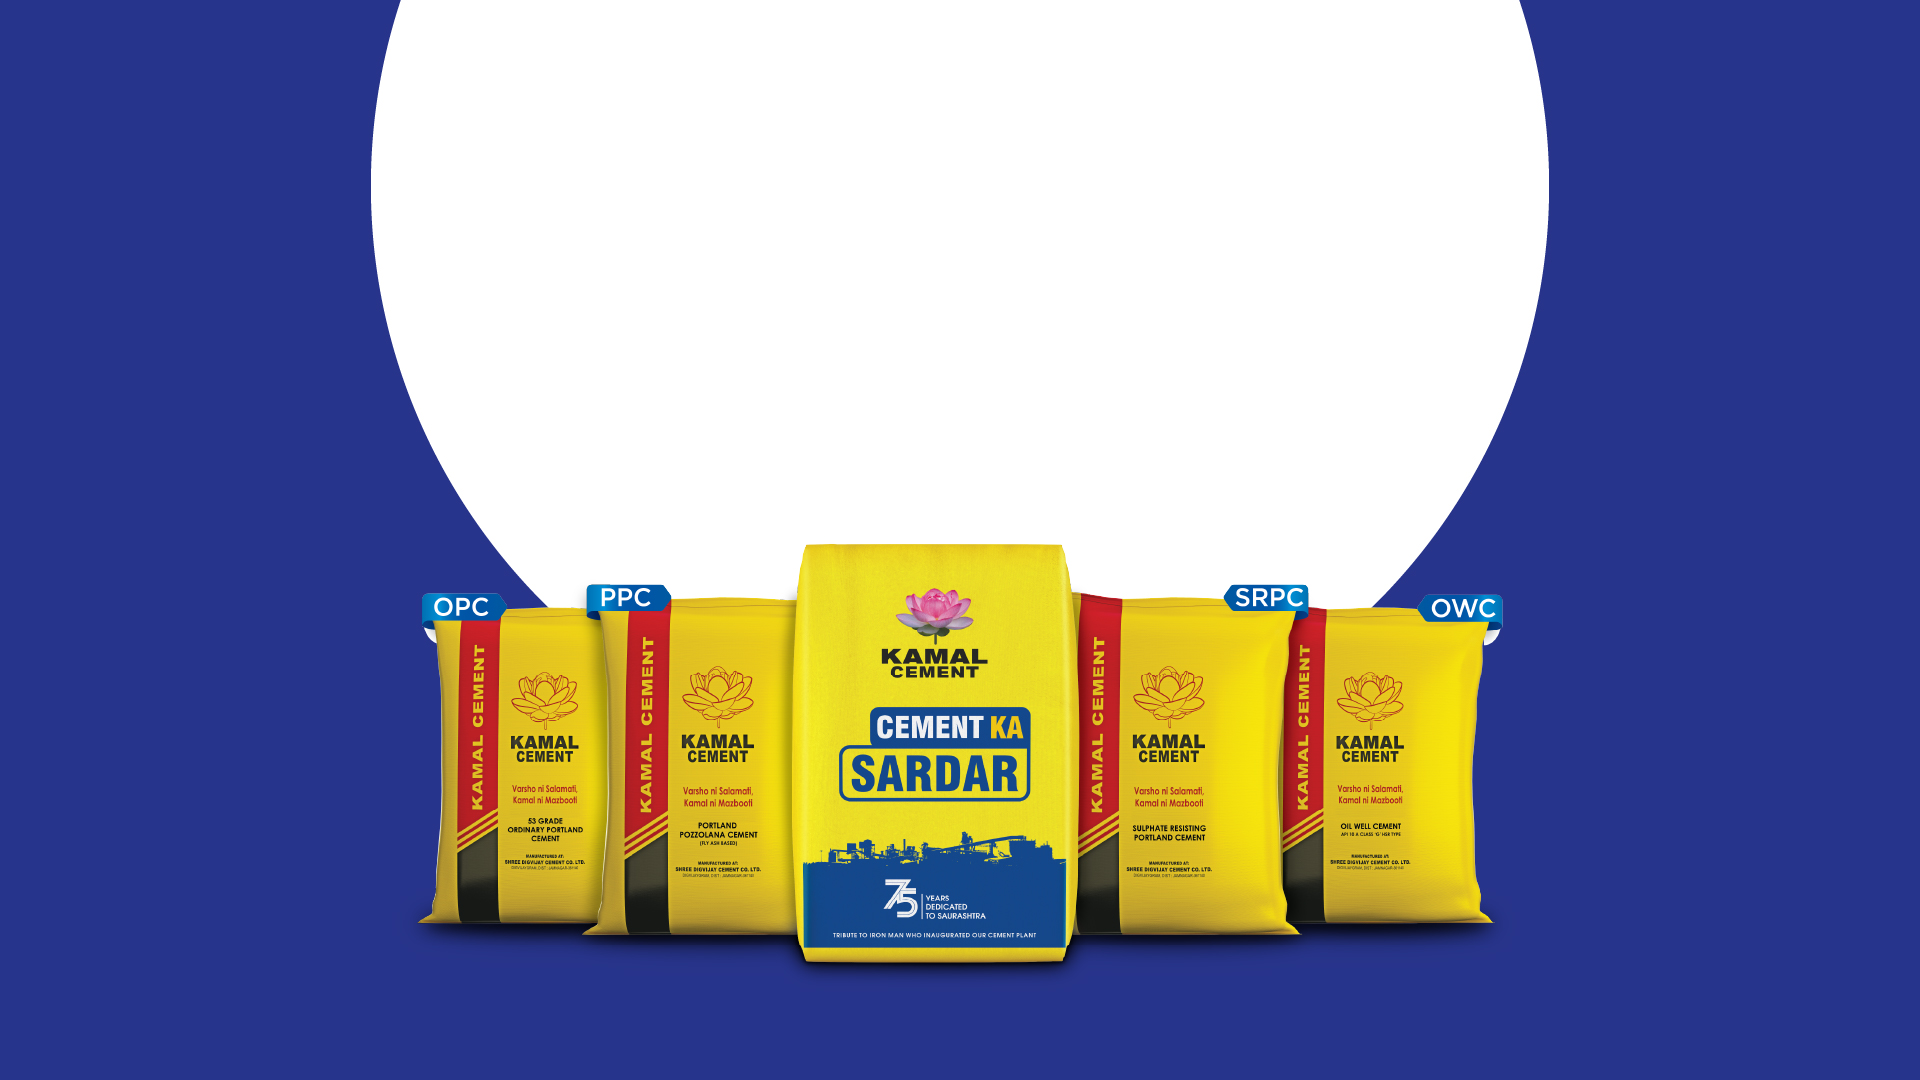 OPC
KAMAL CEMENT
KAMAL
CEMENT
Varsho ni Salamati,
Kamal ni Mazbooti
53 GRADE
ORDINARY PORTLAND
CEMENT
MANUFACTURED AT:
SHREE DIGVIJAY CEMENT CO. LTD.
PPC
KAMAL CEMENT
KAMAL
CEMENT
Varsho ni Salamati,
Kamal ni Mazbooti
PORTLAND
POZZOLANA CEMENT
(FLY ASH BASED)
MANUFACTURED AT:
SHREE DIGVIJAY CEMENT CO. LTD.
KAMAL
CEMENT
CEMENT KA
SARDAR
75 YEARS
DEDICATED
TO SAURASHTRA
TRIBUTE TO IRON MAN WHO INAUGURATED OUR CEMENT PLANT
SRPC
KAMAL CEMENT
KAMAL
CEMENT
Varsho ni Salamati,
Kamal ni Mazbooti
SULPHATE RESISTING
PORTLAND CEMENT
MANUFACTURED AT:
SHREE DIGVIJAY CEMENT CO. LTD.
OWC
KAMAL CEMENT
KAMAL
CEMENT
Varsho ni Salamati,
Kamal ni Mazbooti
OIL WELL CEMENT
API 10 A CLASS 'G' HSR TYPE
MANUFACTURED AT:
SHREE DIGVIJAY CEMENT CO. LTD.